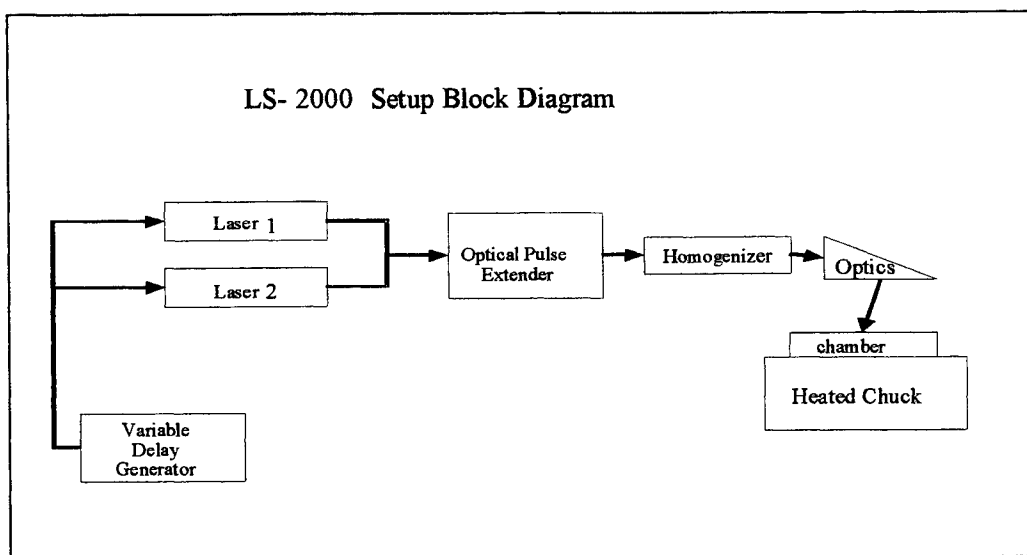 LS- 2000 Setup Block Diagram
Laser 1
Laser 2
Optical Pulse
Extender
Homogenizer
Optics
chamber
Heated Chuck
Variable
Delay
Generator